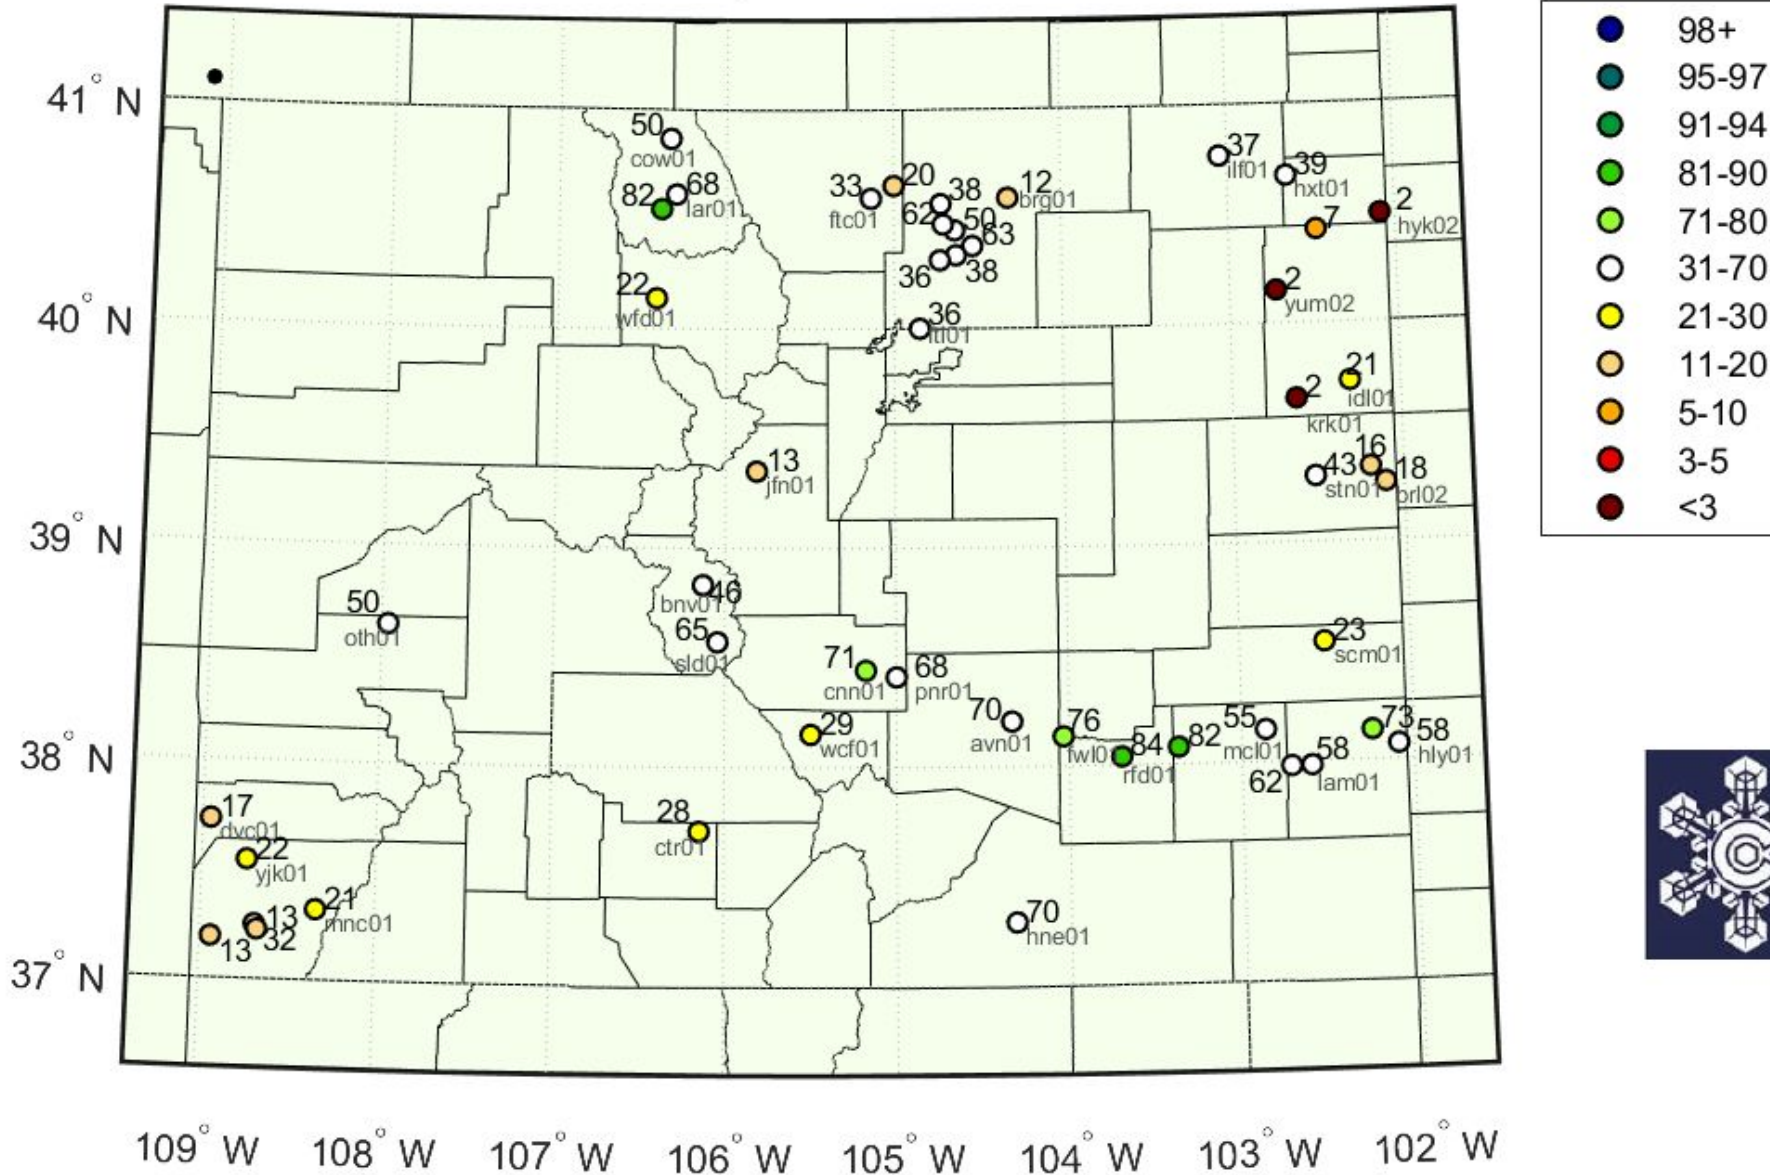 98+
95-97
91-94
81-90
71-80
31-70
21-30
11-20
5-10
3-5
<3
41° N
40° N
39° N
38° N
37° N
50
cow01
82
68
lar01
22
wfd01
33
ftc01
20
38
62
50
63
36
38
12
brg01
36
ftl01
37
ilf01
39
hxt01
7
2
hyk02
2
yum02
2
krk01
21
idl01
13
jfn01
43
stn01
16
18
brl02
50
oth01
bnv01
46
65
sld01
71
cnn01
68
pnr01
29
wcf01
70
avn01
76
fwl01
84
rfd01
82
55
mcl01
62
58
lam01
73
58
hly01
23
scm01
17
dvc01
22
yjk01
21
mnc01
13
32
13
28
ctr01
70
hne01
109° W
108° W
107° W
106° W
105° W
104° W
103° W
102° W